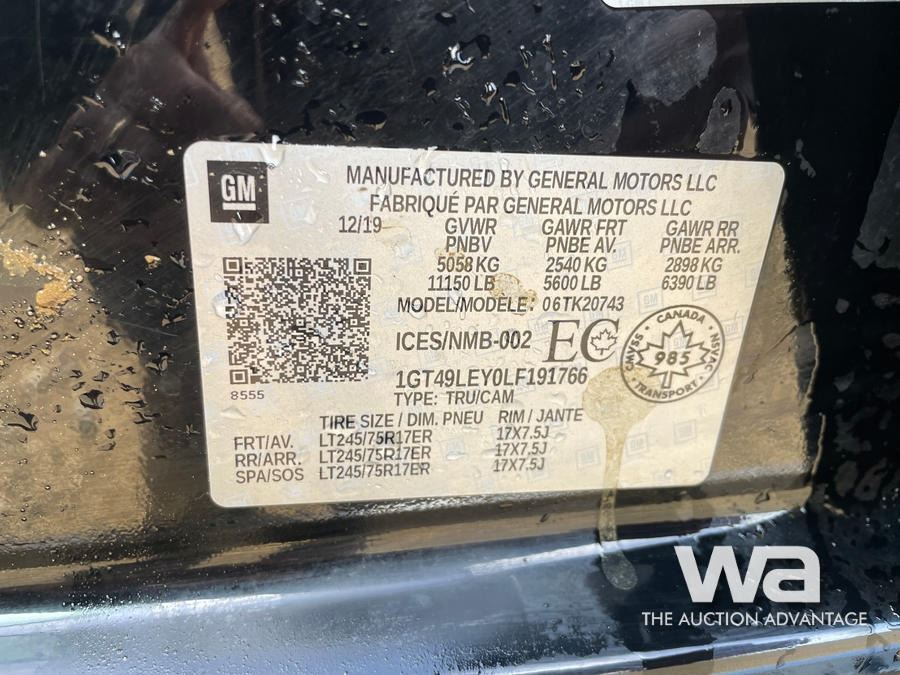 GM
MANUFACTURED BY GENERAL MOTORS LLC
FABRIQUÉ PAR GENERAL MOTORS LLC
12/19 GVWR GAWR FRT GAWR RR
PNBV PNBE AV. PNBE ARR.
5058 KG 2540 KG 2898 KG
11150 LB 5600 LB 6390 LB
MODEL/MODÈLE: 06TK20743
ICES/NMB-002 EC
CANADA
SSMVC 985 NSVAC
TRANSPORT
1GT49LEY0LF191766
8555
TYPE: TRU/CAM
TIRE SIZE / DIM. PNEU RIM / JANTE
FRT/AV. LT245/75R17ER 17X7.5J
RR/ARR. LT245/75R17ER 17X7.5J
SPA/SOS LT245/75R17ER 17X7.5J
wa
THE AUCTION ADVANTAGE